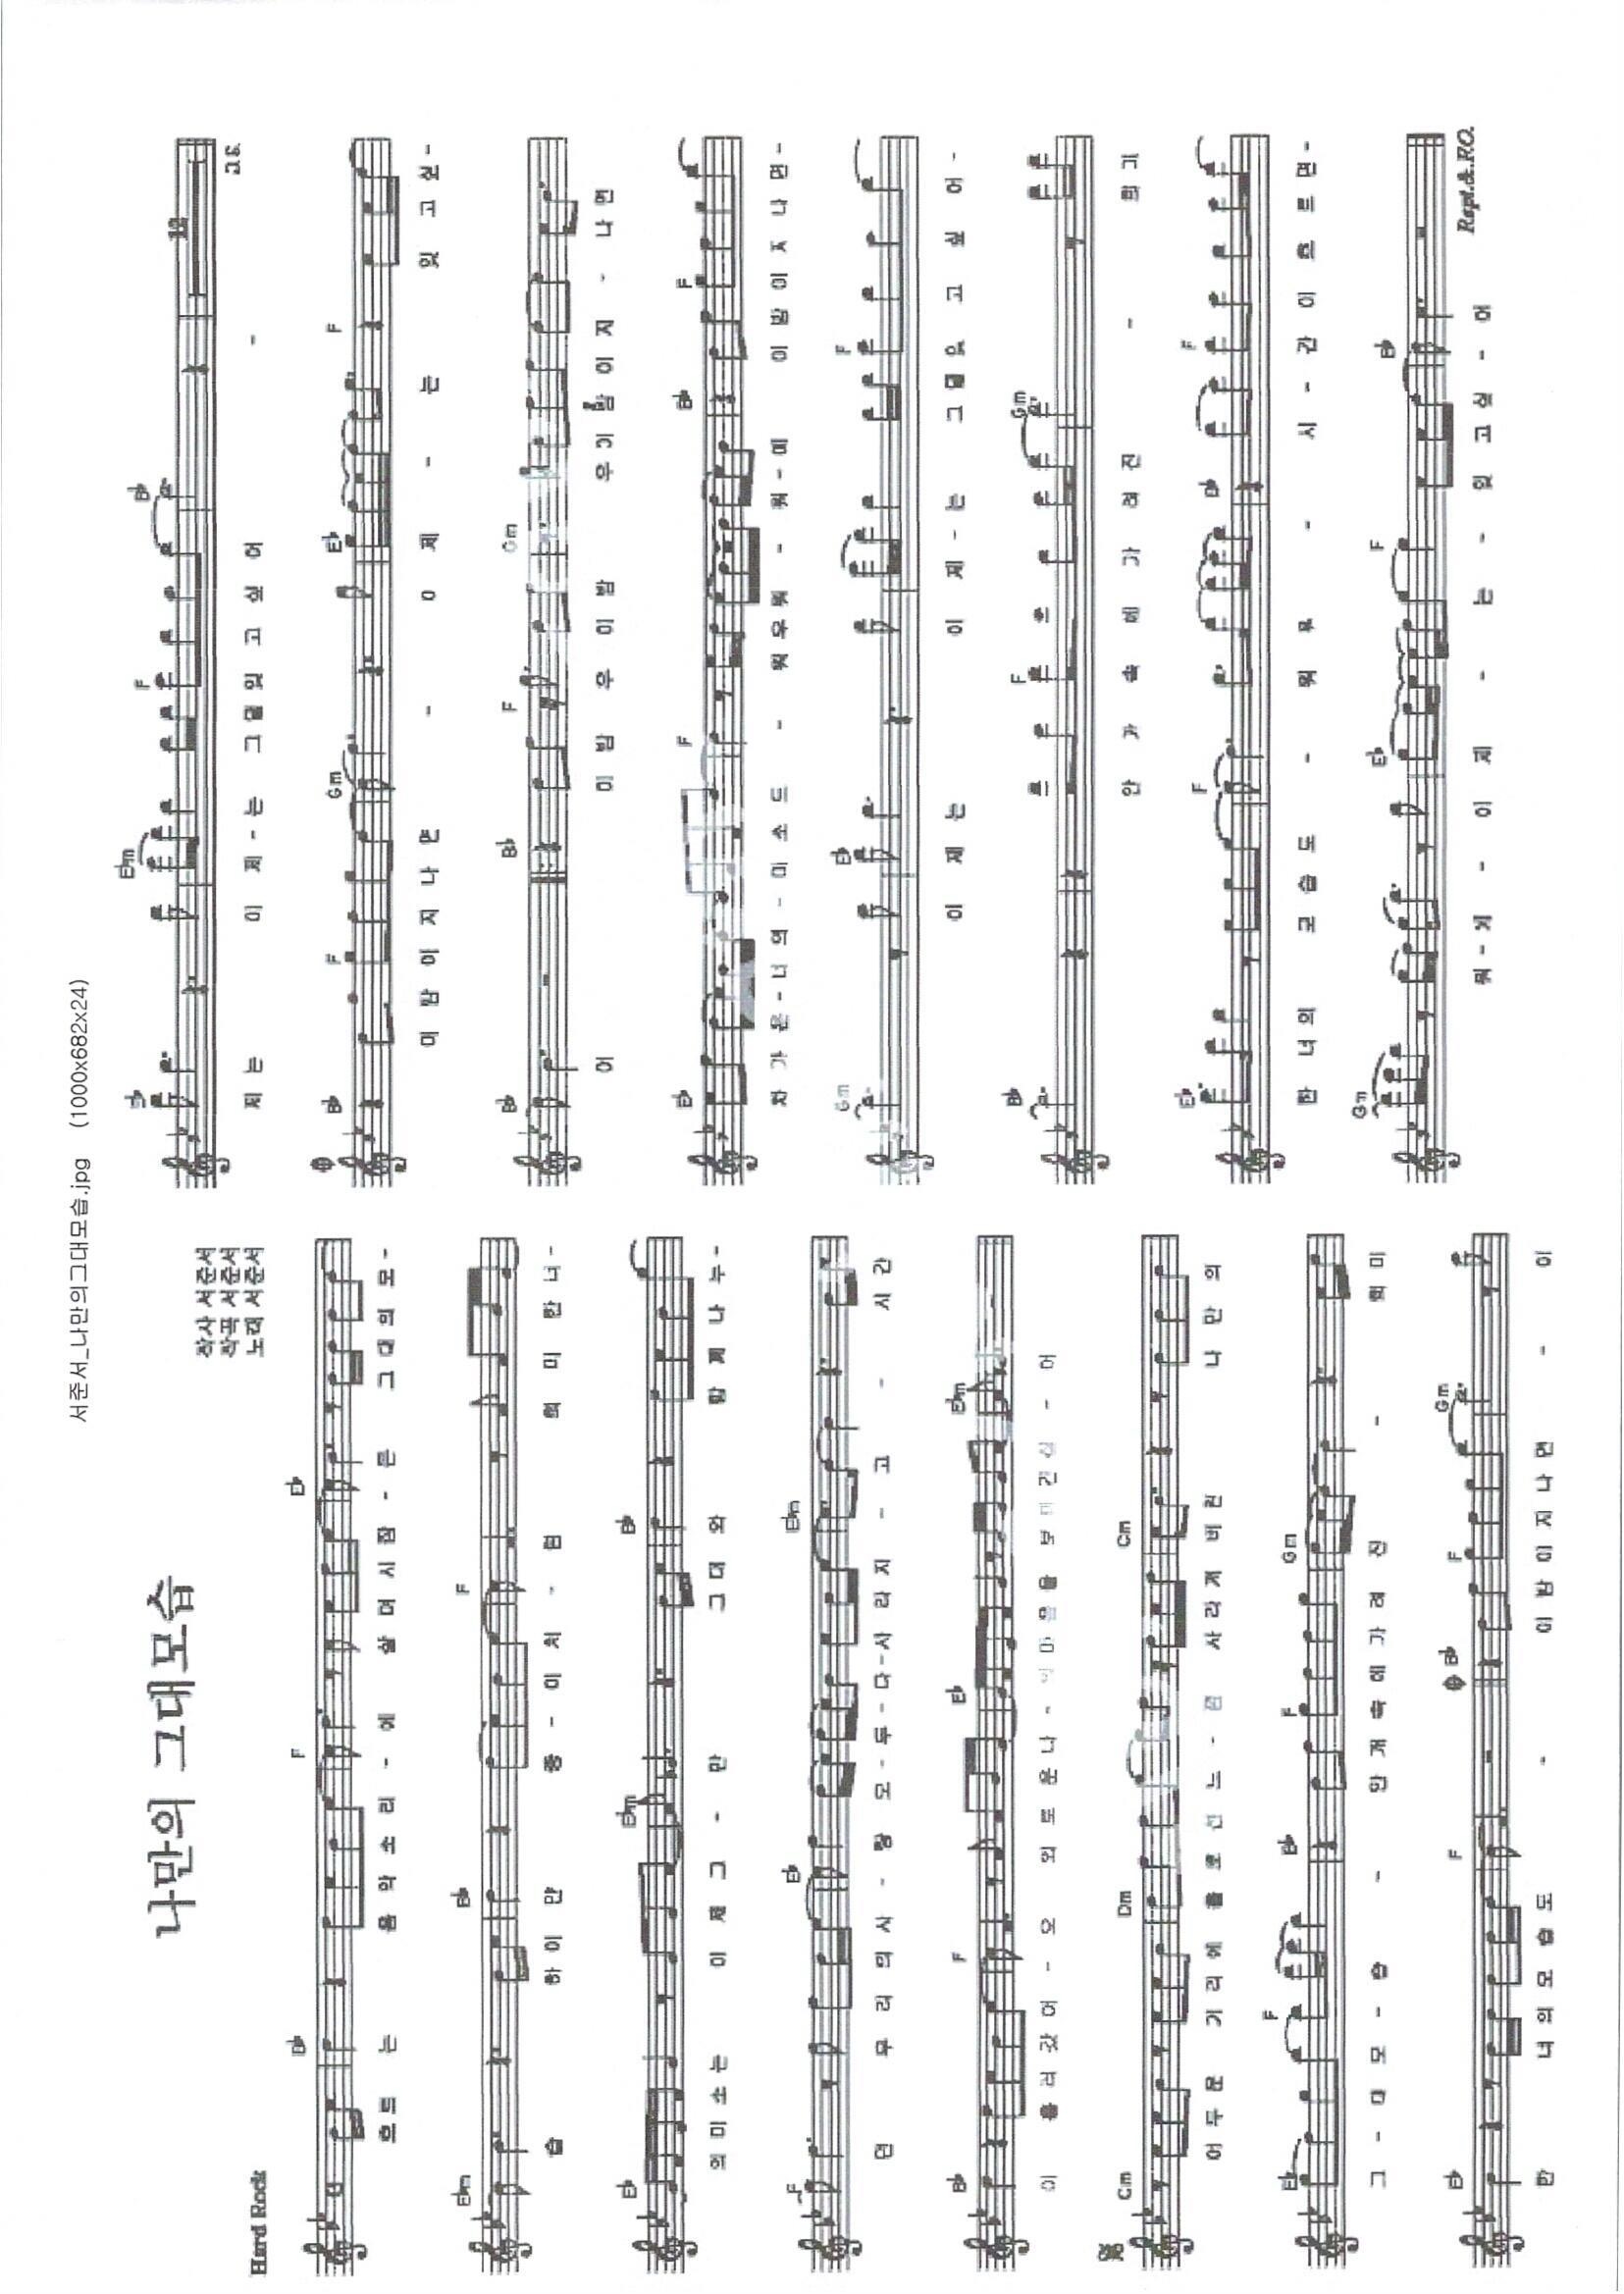 서준서_나만의그대모습.jpg (1000x682x24)
나만의 그대모습
작사 서준서
작곡 서준서
노래 서준서
Hard Rock
B♭ F E♭
흐르 는 음 악 소 리 - 에 살 며 시 잠 - 든 그 대 의 모 -
E♭m B♭ F
습 하 이 얀 종 - 이 처 - 럼 희 미 한 너 -
E♭ E♭m B♭
의 미 소 는 이 제 그 - 만 그 대 와 함 께 나 누 -
F E♭ E♭m
던 우 리 의 사 - 랑 모 - 두 - 다 - 사 라 지 - 고 - 시 간
B♭ F E♭ E♭m
이 흘 러 갔 어 - 오 외 로 운 나 - 의 마 음 을 보 싶 - 어
Cm Dm Cm
어 두 운 거 리 에 홀 로 선 느 - 낌 사 라 져 버 린 나 만 의
E♭ F B♭ F Gm
그 - 대 모 - 습 - 안 개 속 에 가 려 진 - 희 미
E♭ F B♭ F Gm
한 너 의 모 습 도 - 이 밤 이 지 나 면 - 이
E♭ E♭m F B♭
12
제 는 이 제 - 는 그 댈 잊 고 싶 어 -
D.S.
B♭ F Gm E♭ F
이 밤 이 지 나 면 - 이 제 - 는 잊 고 싶 -
B♭ B♭ F Gm
어 이 밤 우 이 밤 우 이 밤 이 지 - 나 면
E♭ F B♭ F
차 가 운 - 너 의 - 미 소 도 - 워 우 워 - 워 - 예 이 밤 이 지 나 면 -
Gm E♭ F
이 제 는 이 제 - 는 그 댈 잊 고 싶 어 -
B♭ F Gm
안 개 속 에 가 려 진 - 희 미
E♭ F B♭ F
한 너 의 모 습 도 - 워 우 - 시 - 간 이 흐 르 면 -
Gm E♭ F B♭
워 - 예 - 이 제 - 는 - 잊 고 싶 - 어
Rept.&.F.O.